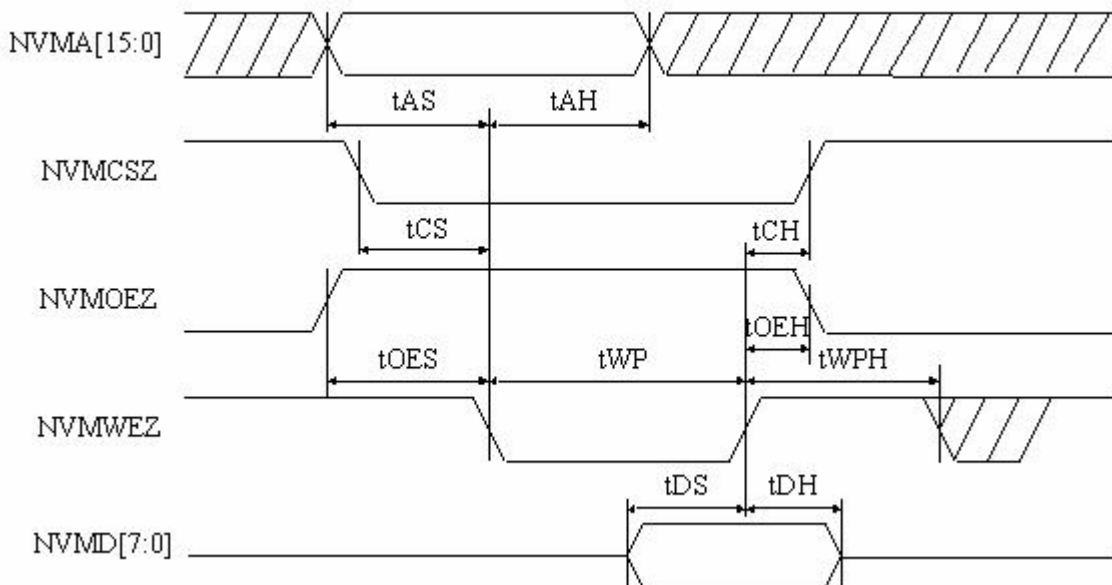 NVMA[15:0]
tAS tAH
NVMCSZ
tCS tCH
NVMOEZ
tOEH
tOES tWP tWPH
NVMWEZ
tDS tDH
NVMD[7:0]